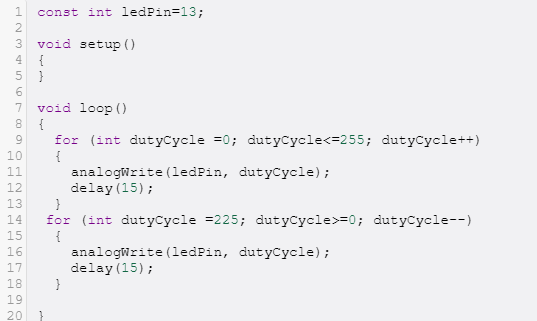 1 const int ledPin=13;
2
3 void setup()
4 {
5 }
6
7 void loop()
8 {
9   for (int dutyCycle =0; dutyCycle<=255; dutyCycle++)
10   {
11     analogWrite(ledPin, dutyCycle);
12     delay(15);
13   }
14  for (int dutyCycle =225; dutyCycle>=0; dutyCycle--)
15   {
16     analogWrite(ledPin, dutyCycle);
17     delay(15);
18   }
19
20 }